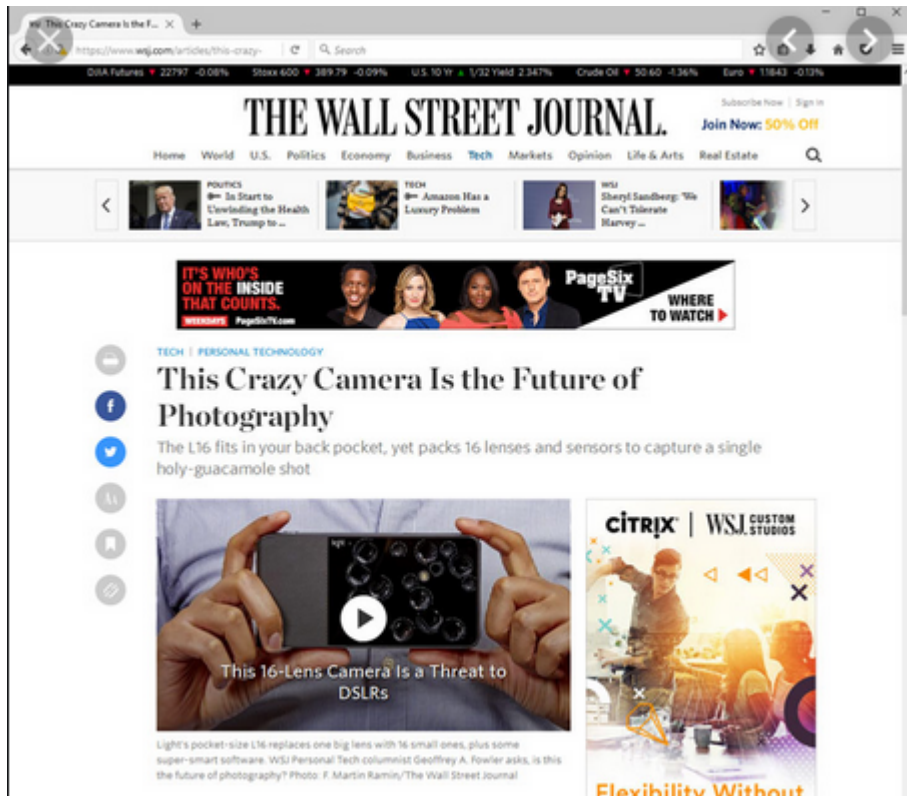 This Crazy Camera Is the F...
https://www.wsj.com/articles/this-crazy-
Search
DJIA Futures ▼ 22797 -0.08% Stoxx 600 ▼ 389.79 -0.09% U.S. 10 Yr ▲ 1/32 Yield 2.347% Crude Oil ▼ 50.60 -1.36% Euro ▼ 1.1843 -0.13%
THE WALL STREET JOURNAL.
Subscribe Now | Sign In
Join Now: 50% Off
Home World U.S. Politics Economy Business Tech Markets Opinion Life & Arts Real Estate
POLITICS
In Start to
Unwinding the Health
Law, Trump to ...
TECH
Amazon Has a
Luxury Problem
WSJ
Sheryl Sandberg: 'We
Can't Tolerate
Harvey ...
IT'S WHO'S
ON THE INSIDE
THAT COUNTS.
WEEKDAYS PageSixTV.com
PageSix
TV
WHERE
TO WATCH
TECH | PERSONAL TECHNOLOGY
This Crazy Camera Is the Future of
Photography
The L16 fits in your back pocket, yet packs 16 lenses and sensors to capture a single
holy-guacamole shot
light
This 16-Lens Camera Is a Threat to
DSLRs
Light's pocket-size L16 replaces one big lens with 16 small ones, plus some
super-smart software. WSJ Personal Tech columnist Geoffrey A. Fowler asks, is this
the future of photography? Photo: F. Martin Ramin/The Wall Street Journal
CITRIX | WSJ. CUSTOM
STUDIOS
Flexibility Without